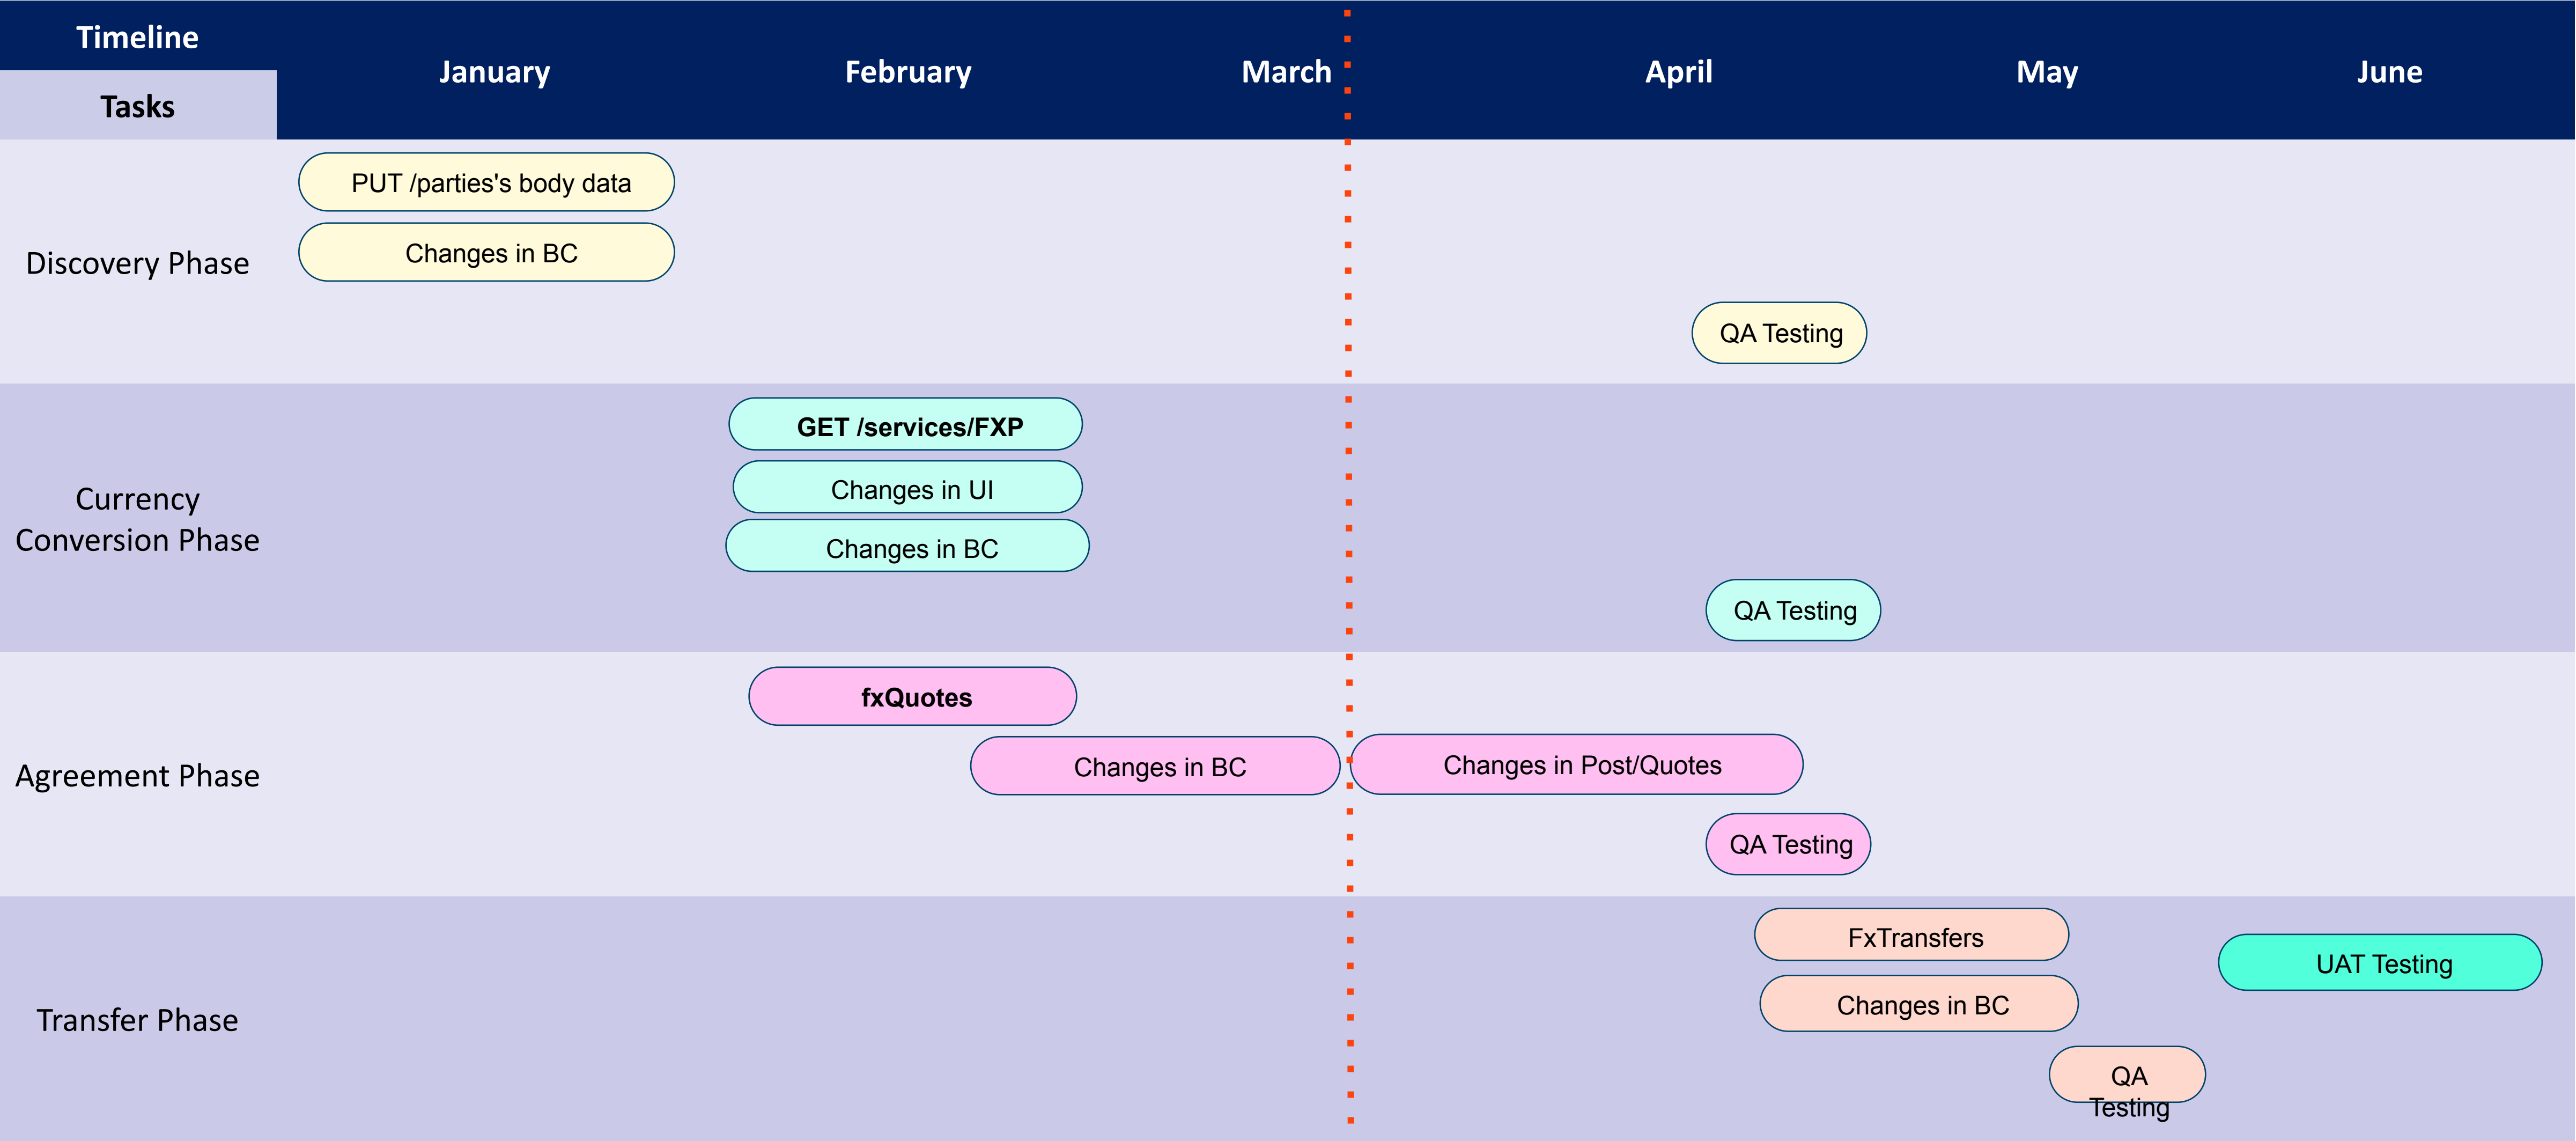 Timeline
January
February
March
April
May
June
Tasks
Discovery Phase
PUT /parties's body data
Changes in BC
QA Testing
Currency
Conversion Phase
GET /services/FXP
Changes in UI
Changes in BC
QA Testing
Agreement Phase
fxQuotes
Changes in BC
Changes in Post/Quotes
QA Testing
Transfer Phase
FxTransfers
UAT Testing
Changes in BC
QA
Testing